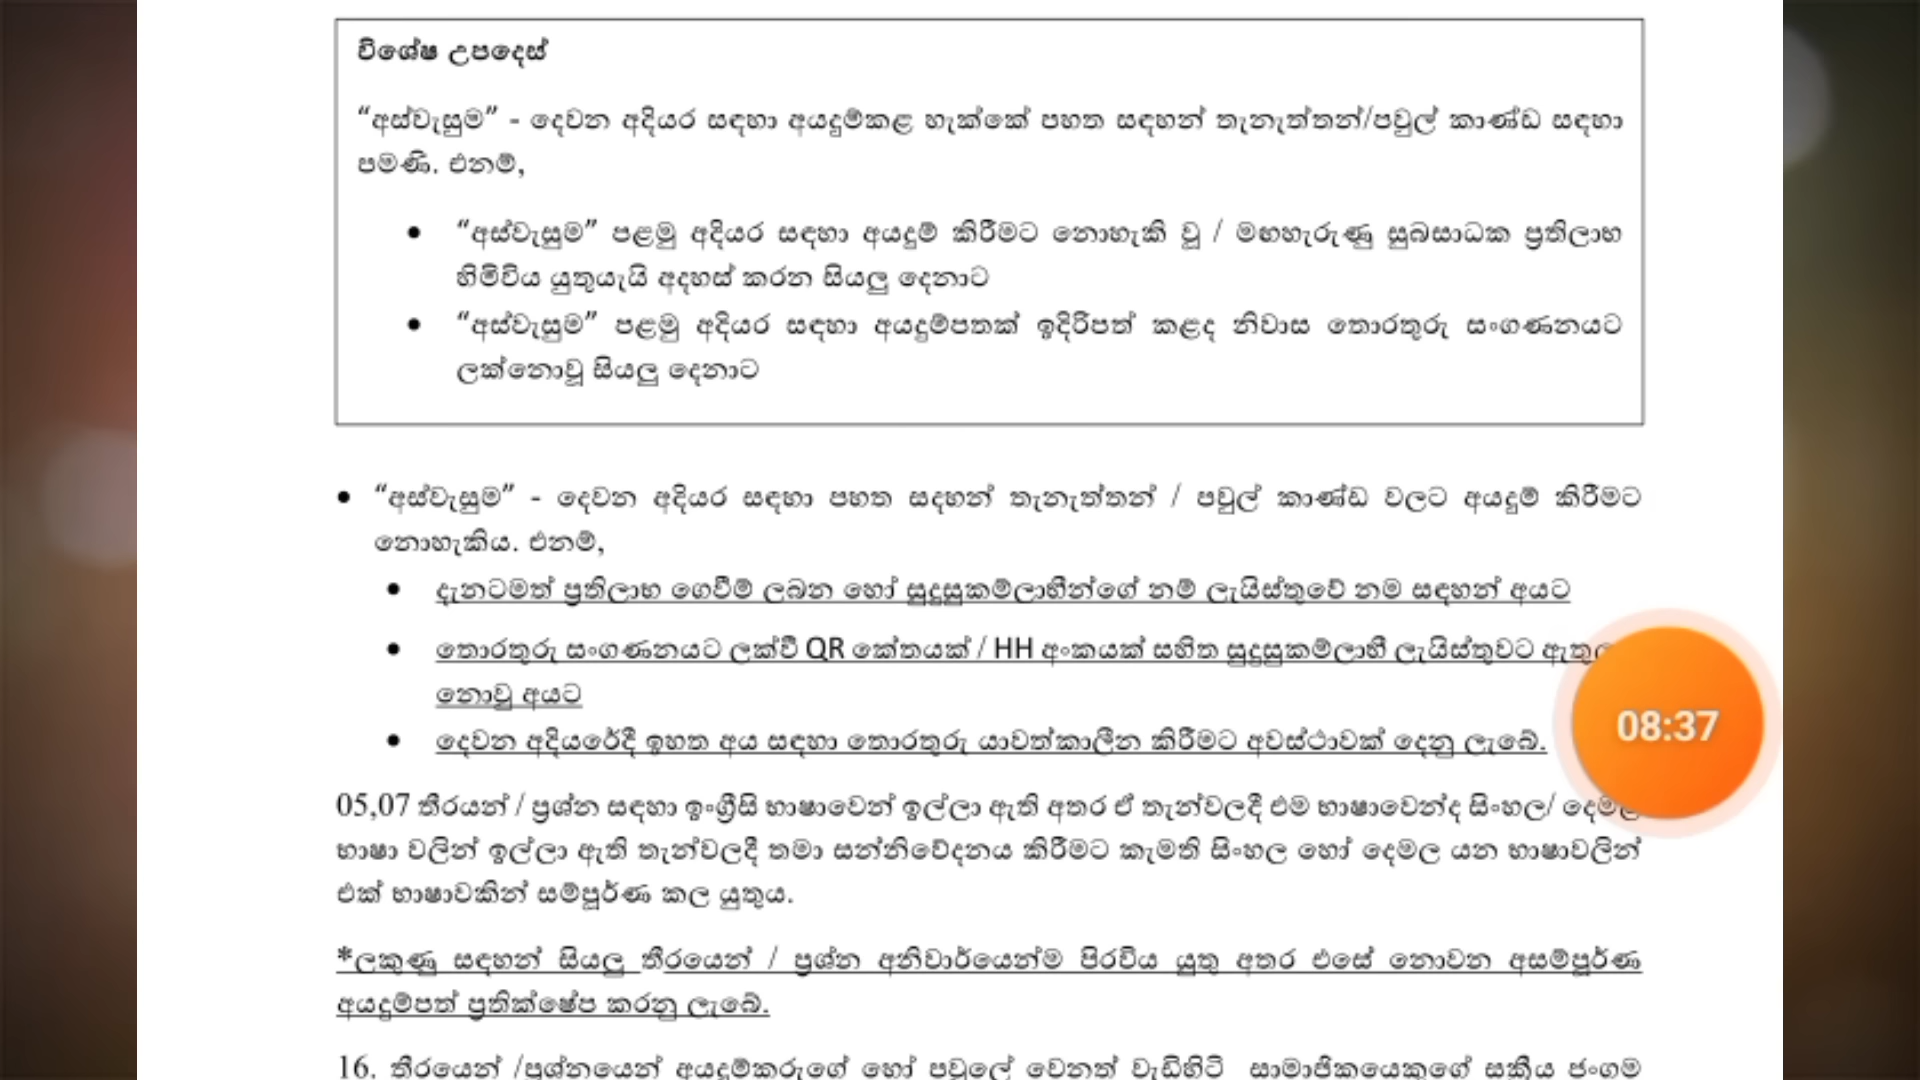 විශේෂ උපදෙස්
“අස්වැසුම” - දෙවන අදියර සඳහා අයදුම්කළ හැක්කේ පහත සඳහන් තැනැත්තන්/පවුල් කාණ්ඩ සඳහා
පමණි. එනම්,
• “අස්වැසුම” පළමු අදියර සඳහා අයදුම් කිරීමට නොහැකි වූ / මඟහැරුණු සුබසාධක ප්‍රතිලාභ
හිමිවිය යුතුයැයි අදහස් කරන සියලු දෙනාට
• “අස්වැසුම” පළමු අදියර සඳහා අයදුම්පතක් ඉදිරිපත් කළද නිවාස තොරතුරු සංගණනයට
ලක්නොවූ සියලු දෙනාට
• “අස්වැසුම” - දෙවන අදියර සඳහා පහත සදහන් තැනැත්තන් / පවුල් කාණ්ඩ වලට අයදුම් කිරීමට
නොහැකිය. එනම්,
• දැනටමත් ප්‍රතිලාභ ගෙවීම් ලබන හෝ සුදුසුකම්ලාභීන්ගේ නම් ලැයිස්තුවේ නම සඳහන් අයට
• තොරතුරු සංගණනයට ලක්වී QR කේතයක් / HH අංකයක් සහිත සුදුසුකම්ලාභී ලැයිස්තුවට
නොවු අයට
• දෙවන අදියරේදී ඉහත අය සඳහා තොරතුරු යාවත්කාලීන කිරීමට අවස්ථාවක් දෙනු ලැබේ.
08:37
05,07 තීරයන් / ප්‍රශ්න සඳහා ඉංග්‍රීසි භාෂාවෙන් ඉල්ලා ඇති අතර ඒ තැන්වලදී එම භාෂාවෙන්ද සිංහල/
භාෂා වලින් ඉල්ලා ඇති තැන්වලදී තමා සන්නිවේදනය කිරීමට කැමති සිංහල හෝ දෙමල යන භාෂාවලින්
එක් භාෂාවකින් සම්පූර්ණ කල යුතුය.
*ලකුණු සඳහන් සියලු තීරයෙන් / ප්‍රශ්න අනිවාර්යෙන්ම පිරවිය යුතු අතර එසේ නොවන අසම්පූර්ණ
අයදුම්පත් ප්‍රතික්ෂේප කරනු ලැබේ.
16. තීරයෙන් /ප්‍රශ්නයෙන් අයදුම්කරුගේ හෝ පවුලේ වෙනත් වැඩිහිටි සාමාජිකයෙකුගේ සක්‍රීය ජංගම